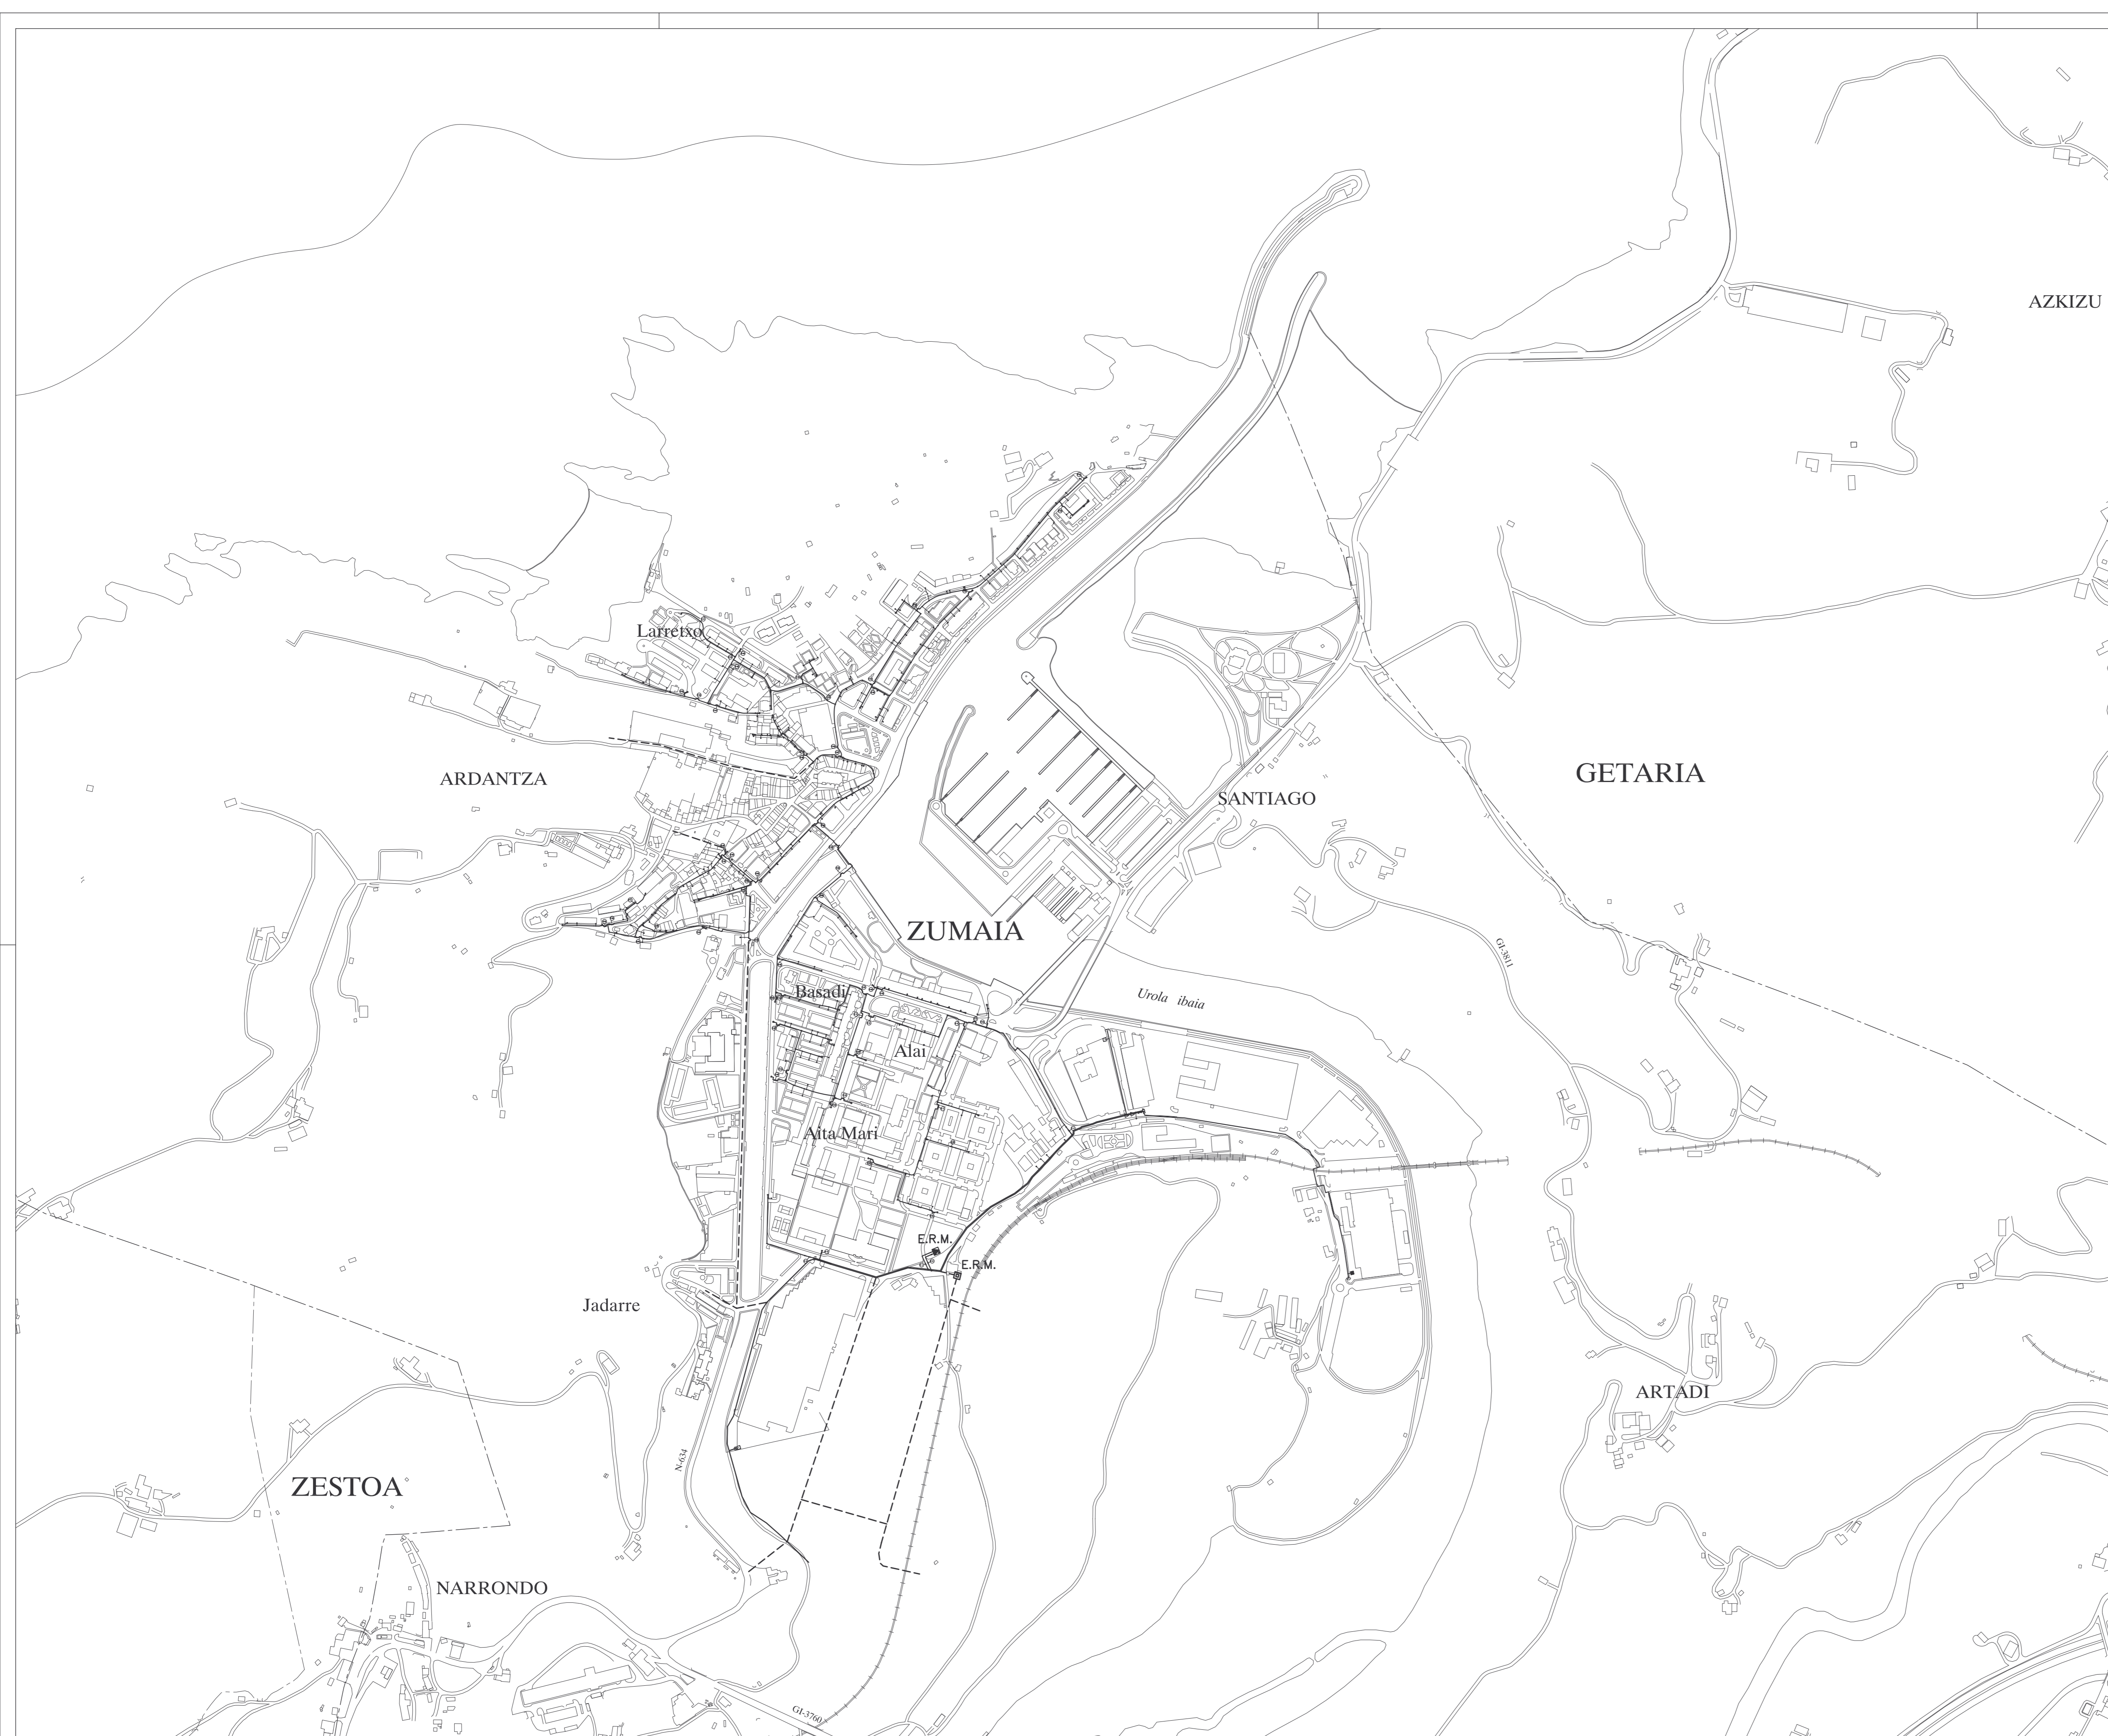 AZKIZU
Larretxo
GETARIA
ARDANTZA
SANTIAGO
ZUMAIA
GI-3811
Basadi
Urola ibaia
Alai
Aita Mari
E.R.M.
E.R.M.
Jadarre
ARTADI
N-634
ZESTOA
NARRONDO
GI-3760